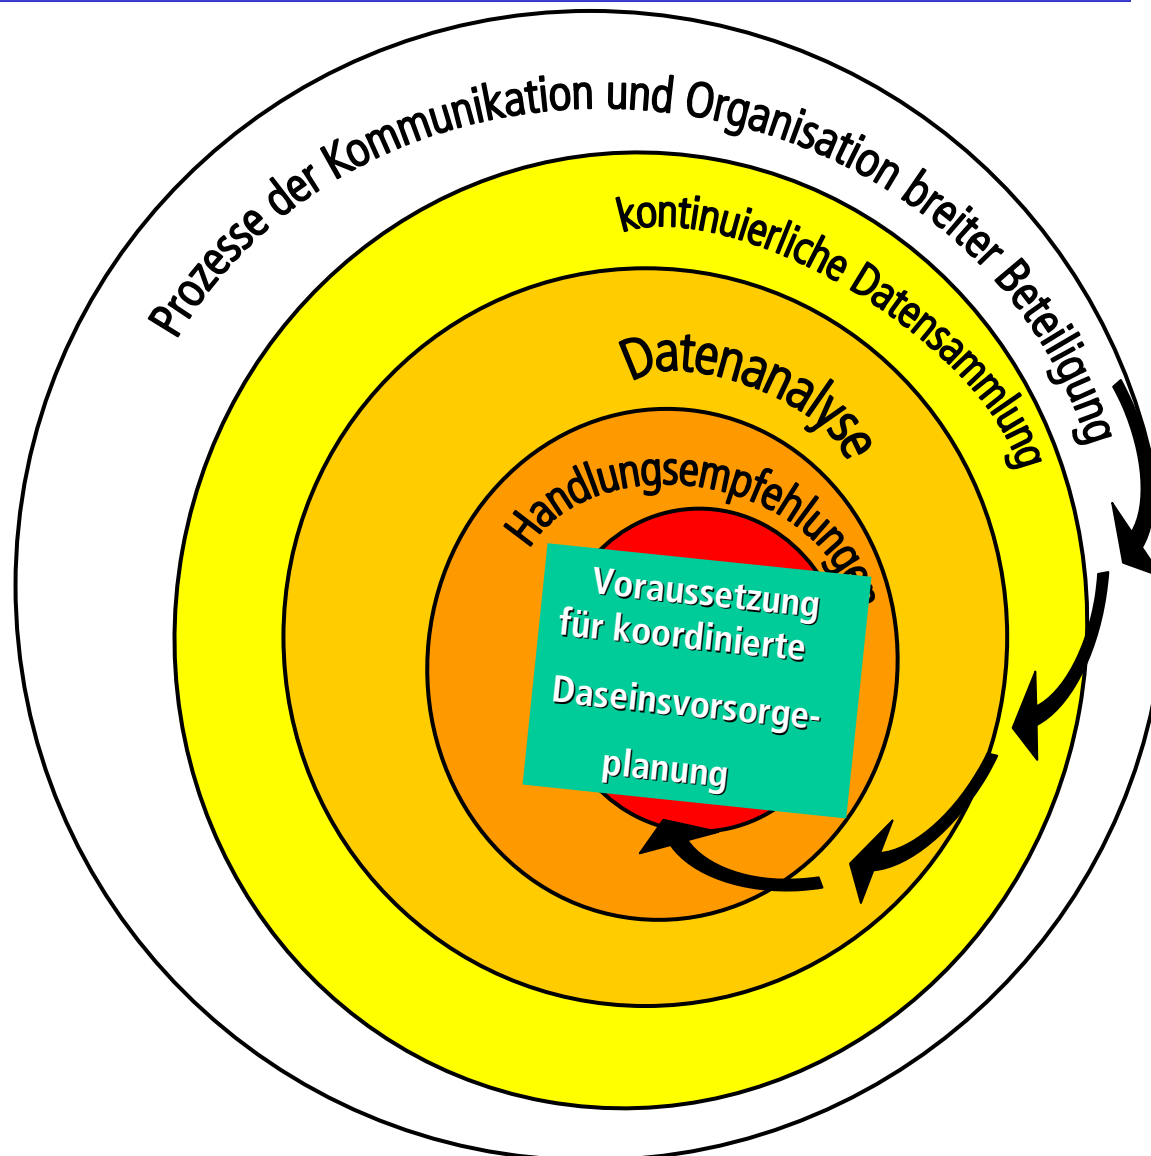 Prozesse der Kommunikation und Organisation breiter Beteiligung
kontinuierliche Datensammlung
Datenanalyse
Handlungsempfehlungen
Voraussetzung
für koordinierte
Daseinsvorsorge-
planung